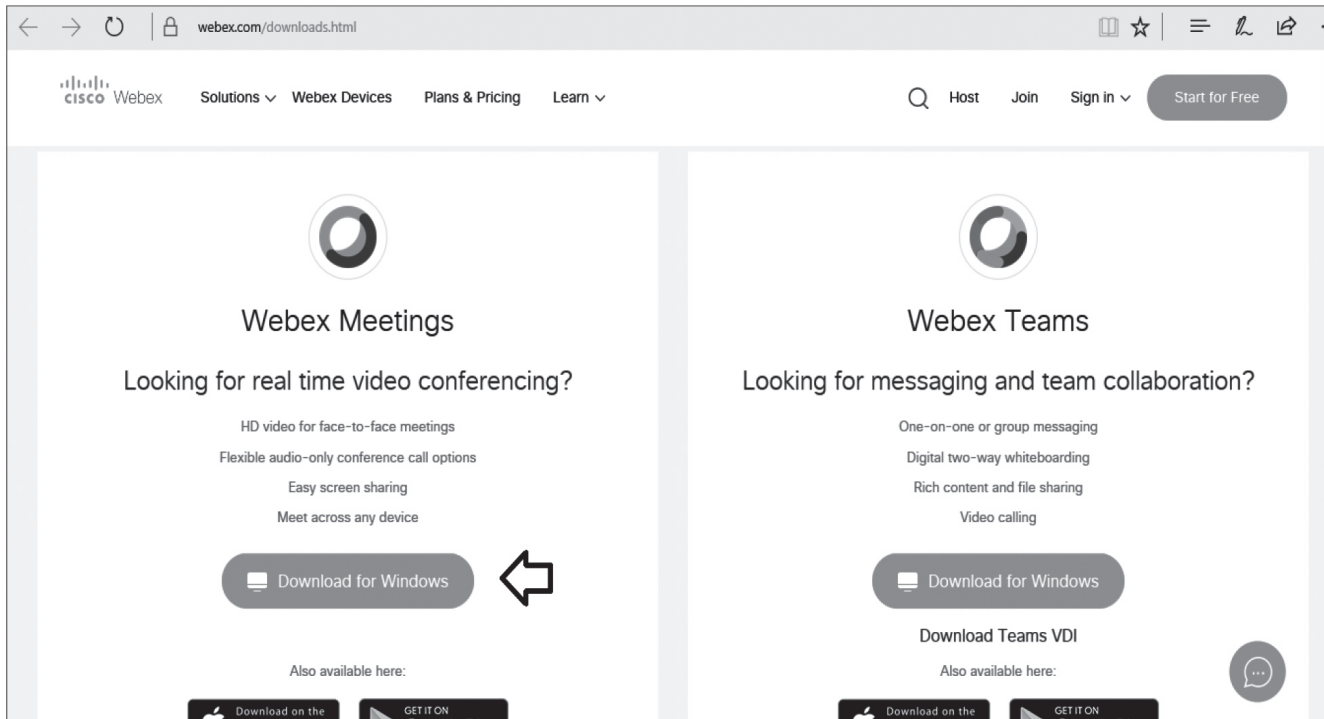 webex.com/downloads.html
CISCO Webex Solutions Webex Devices Plans & Pricing Learn Host Join Sign in Start for Free
Webex Meetings
Looking for real time video conferencing?
HD video for face-to-face meetings
Flexible audio-only conference call options
Easy screen sharing
Meet across any device
Download for Windows
Also available here:
Download on the
GET IT ON
Webex Teams
Looking for messaging and team collaboration?
One-on-one or group messaging
Digital two-way whiteboarding
Rich content and file sharing
Video calling
Download for Windows
Download Teams VDI
Also available here:
Download on the
GET IT ON